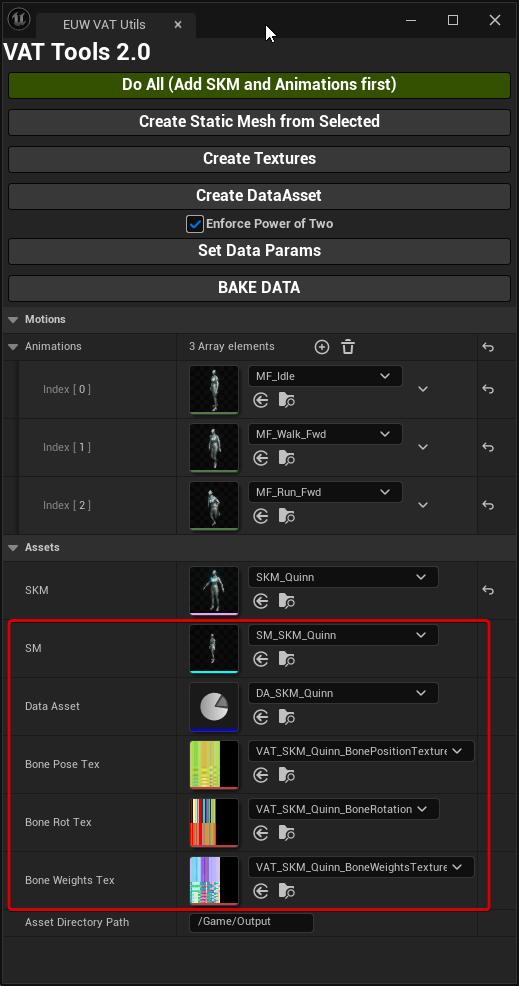 EUW VAT Utils
VAT Tools 2.0
Do All (Add SKM and Animations first)
Create Static Mesh from Selected
Create Textures
Create DataAsset
Enforce Power of Two
Set Data Params
BAKE DATA
Motions
Animations 3 Array elements
Index [ 0 ] MF_Idle
Index [ 1 ] MF_Walk_Fwd
Index [ 2 ] MF_Run_Fwd
Assets
SKM SKM_Quinn
SM SM_SKM_Quinn
Data Asset DA_SKM_Quinn
Bone Pose Tex VAT_SKM_Quinn_BonePositionTexture
Bone Rot Tex VAT_SKM_Quinn_BoneRotation
Bone Weights Tex VAT_SKM_Quinn_BoneWeightsTexture
Asset Directory Path /Game/Output